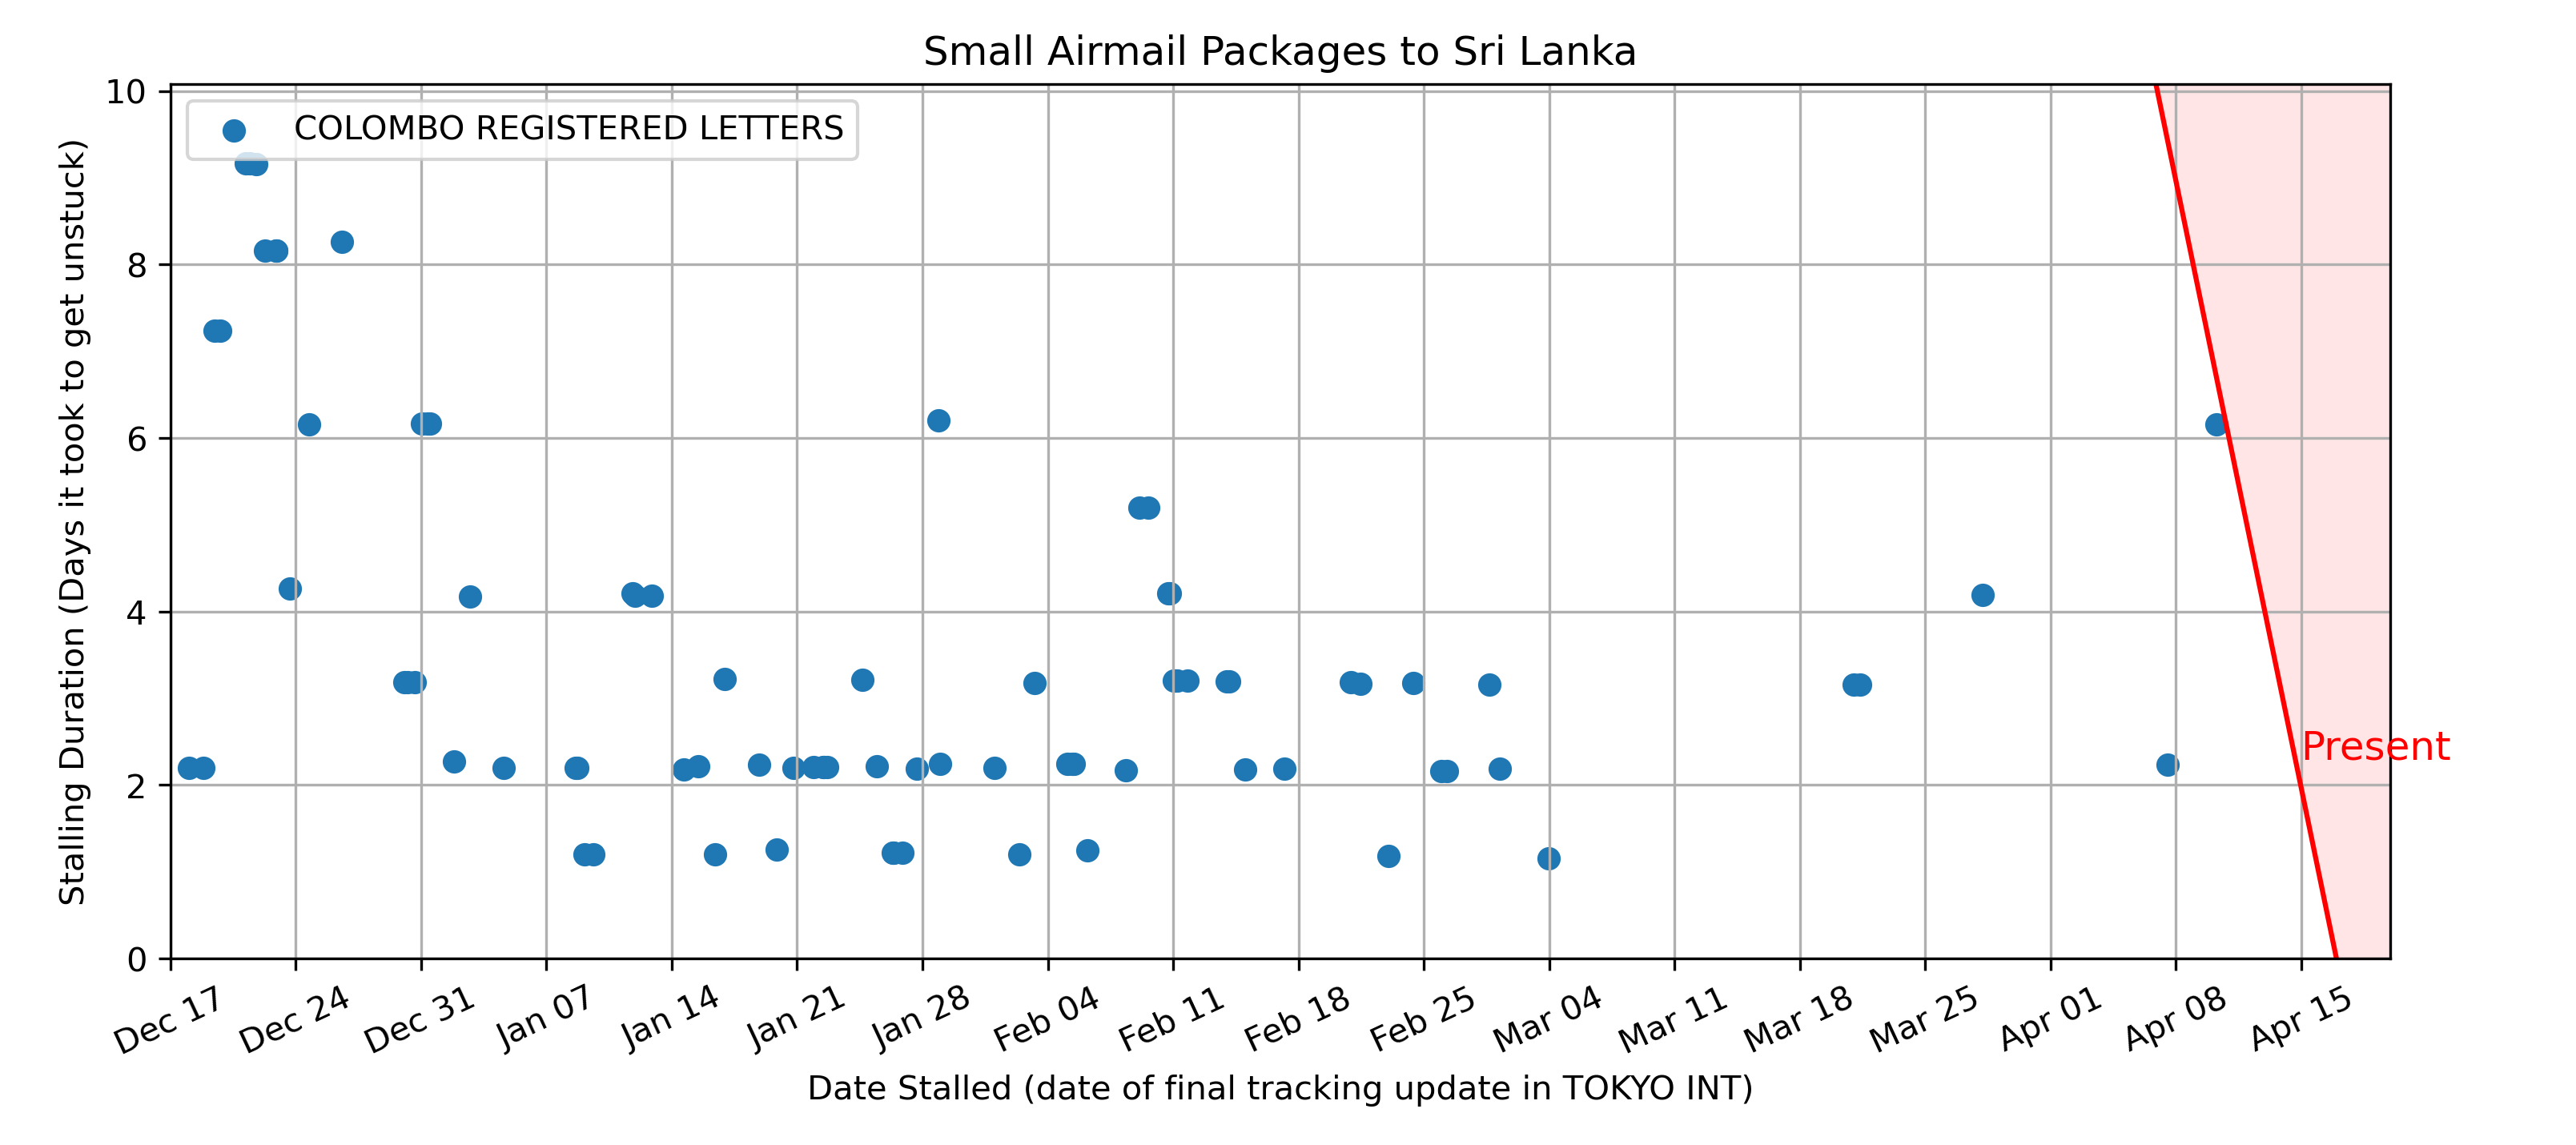 Small Airmail Packages to Sri Lanka
COLOMBO REGISTERED LETTERS
Stalling Duration (Days it took to get unstuck)
10
8
6
4
2
0
Present
Dec 17
Dec 24
Dec 31
Jan 07
Jan 14
Jan 21
Jan 28
Feb 04
Feb 11
Feb 18
Feb 25
Mar 04
Mar 11
Mar 18
Mar 25
Apr 01
Apr 08
Apr 15
Date Stalled (date of final tracking update in TOKYO INT)